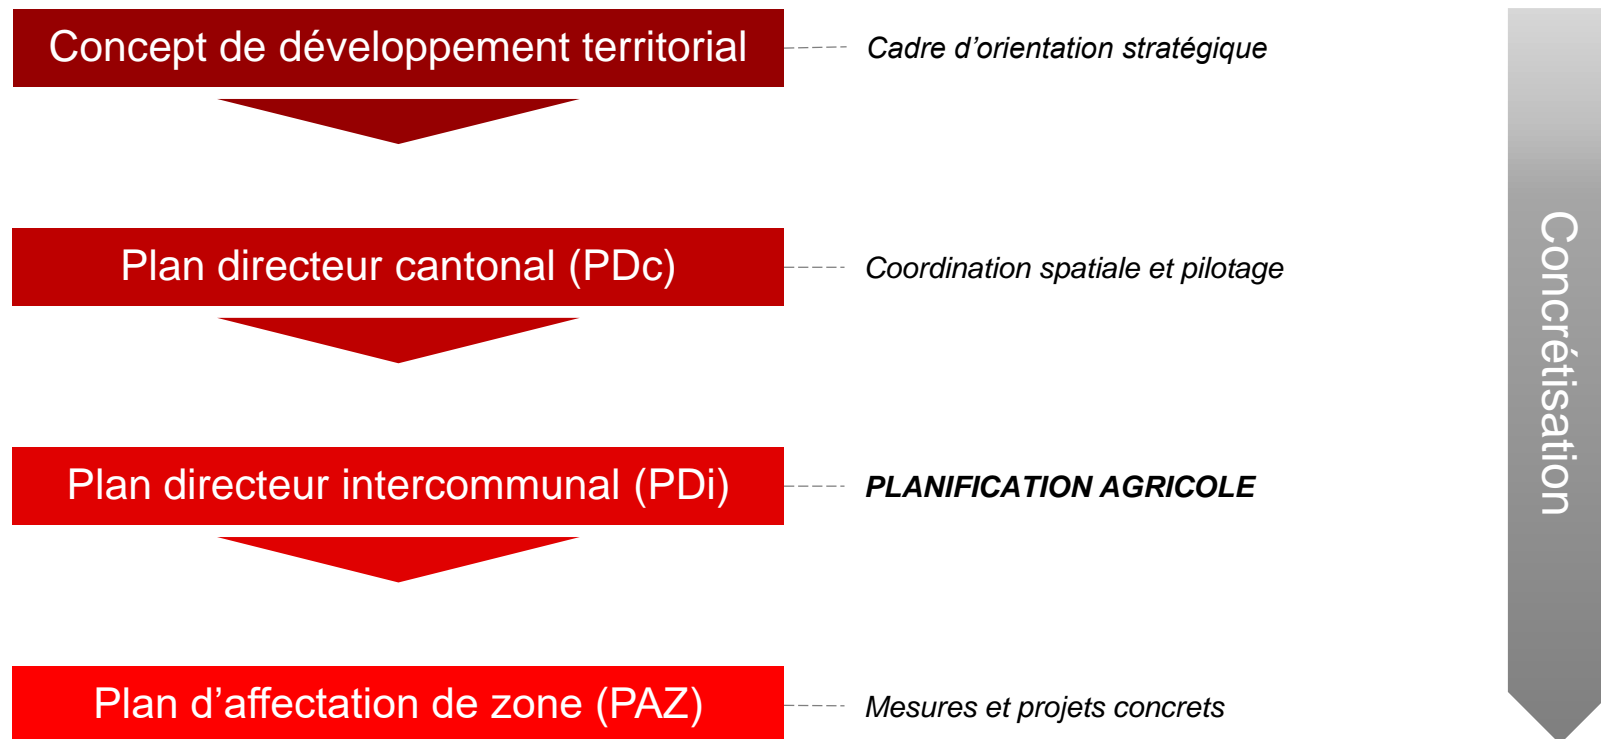 Concept de développement territorial
Cadre d’orientation stratégique
Plan directeur cantonal (PDc)
Coordination spatiale et pilotage
Plan directeur intercommunal (PDi)
PLANIFICATION AGRICOLE
Plan d’affectation de zone (PAZ)
Mesures et projets concrets
Concrétisation